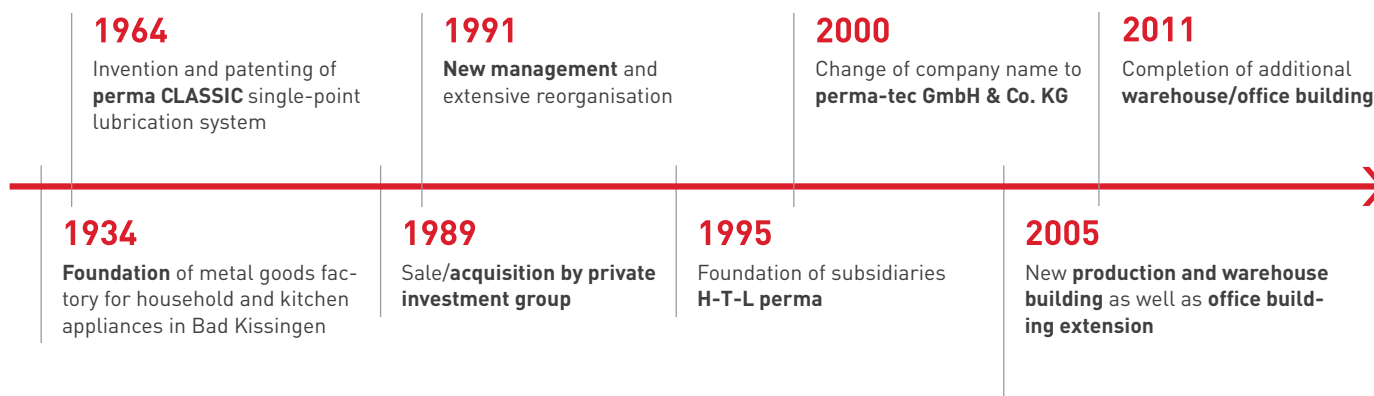 1964
Invention and patenting of
perma CLASSIC single-point
lubrication system
1991
New management and
extensive reorganisation
2000
Change of company name to
perma-tec GmbH & Co. KG
2011
Completion of additional
warehouse/office building
1934
Foundation of metal goods fac-
tory for household and kitchen
appliances in Bad Kissingen
1989
Sale/acquisition by private
investment group
1995
Foundation of subsidiaries
H-T-L perma
2005
New production and warehouse
building as well as office build-
ing extension